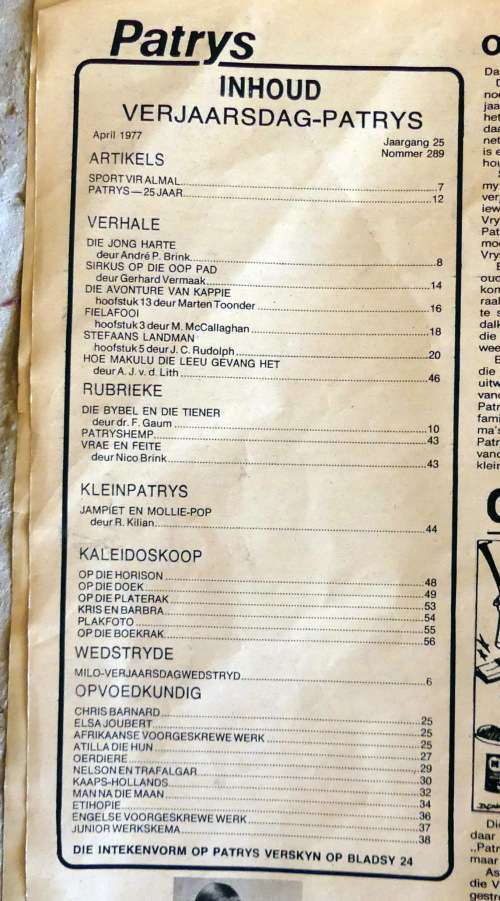 Patrys
INHOUD
VERJAARSDAG-PATRYS
April 1977
Jaargang 25
Nommer 289
ARTIKELS
SPORT VIR ALMAL 7
PATRYS — 25 JAAR 12
VERHALE
DIE JONG HARTE
deur André P. Brink 8
SIRKUS OP DIE OOP PAD
deur Gerhard Vermaak 14
DIE AVONTURE VAN KAPPIE
hoofstuk 13 deur Marten Toonder 16
FIELAFOOI
hoofstuk 3 deur M. McCallaghan 18
STEFAANS LANDMAN
hoofstuk 5 deur J. C. Rudolph 20
HOE MAKULU DIE LEEU GEVANG HET
deur A. J. v. d. Lith 46
RUBRIEKE
DIE BYBEL EN DIE TIENER
deur dr. F. Gaum 10
PATRYSHEMP 43
VRAE EN FEITE
deur Nico Brink 43
KLEINPATRYS
JAMPIET EN MOLLIE-POP
deur R. Kilian 44
KALEIDOSKOOP
OP DIE HORISON 48
OP DIE DOEK 49
OP DIE PLATERAK 53
KRIS EN BARBRA 54
PLAKFOTO 55
OP DIE BOEKRAK 56
WEDSTRYDE
MILO-VERJAARSDAGWEDSTRYD 6
OPVOEDKUNDIG
CHRIS BARNARD 25
ELSA JOUBERT 25
AFRIKAANSE VOORGESKREWE WERK 25
ATILLA DIE HUN 27
OERDIERE 29
NELSON EN TRAFALGAR 30
KAAPS-HOLLANDS 32
MAN NA DIE MAAN 34
ETIHOPIE 36
ENGELSE VOORGESKREWE WERK 37
JUNIOR WERKSKEMA 38
DIE INTEKENVORM OP PATRYS VERSKYN OP BLADSY 24